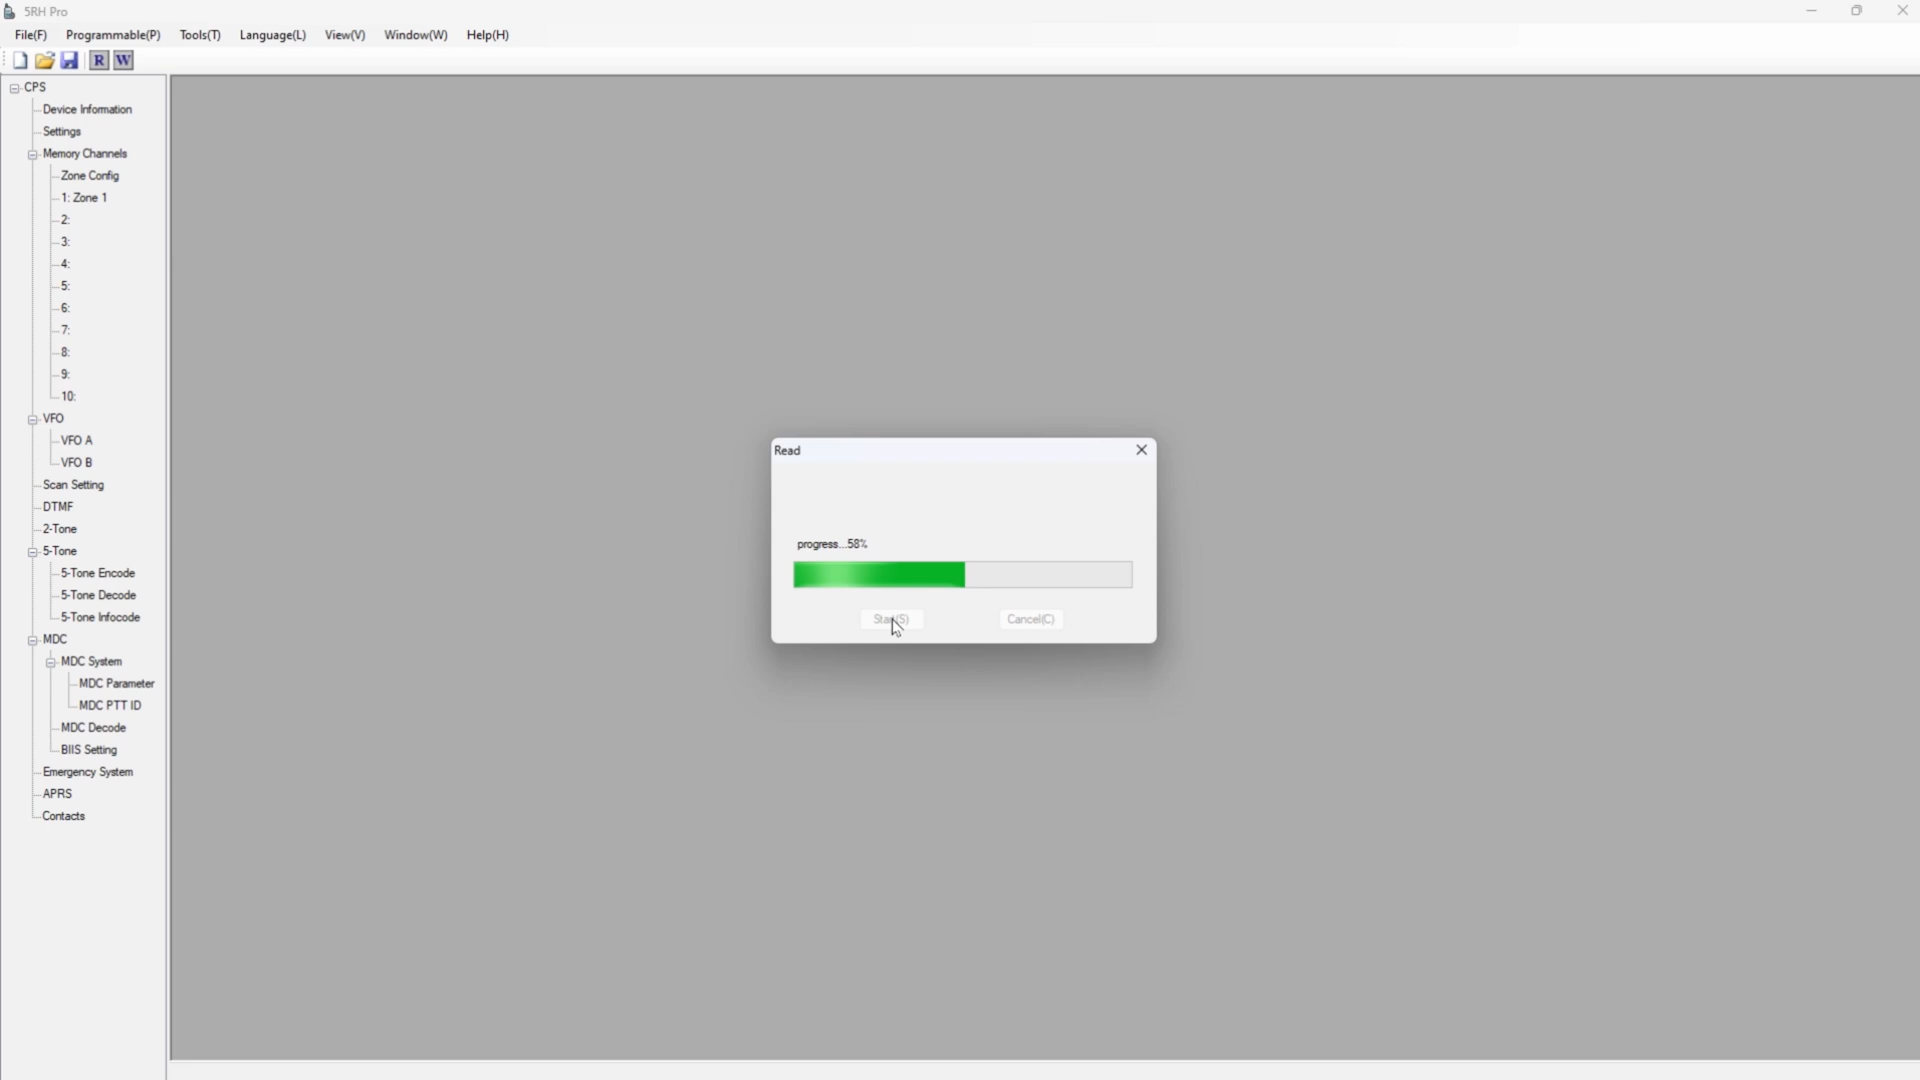 5RH Pro
File(F) Programmable(P) Tools(T) Language(L) View(V) Window(W) Help(H)
R W
CPS
Device Information
Settings
Memory Channels
Zone Config
1: Zone 1
2:
3:
4:
5:
6:
7:
8:
9:
10:
VFO
VFO A
VFO B
Scan Setting
DTMF
2-Tone
5-Tone
5-Tone Encode
5-Tone Decode
5-Tone Infocode
MDC
MDC System
MDC Parameter
MDC PTT ID
MDC Decode
BIIS Setting
Emergency System
APRS
Contacts
Read
progress...58%
Start(S) Cancel(C)